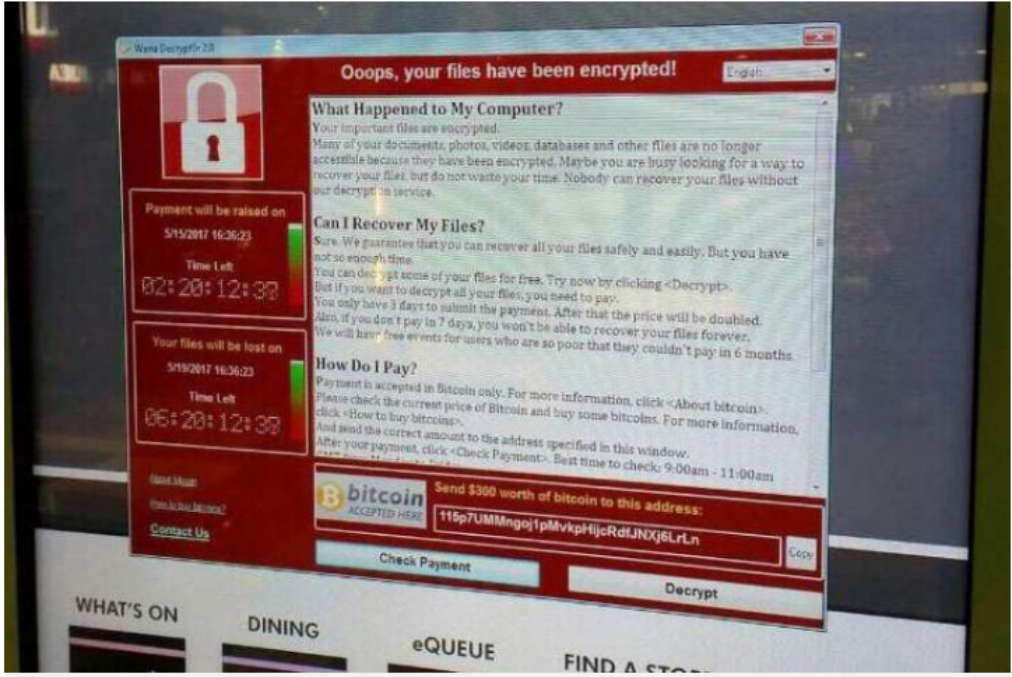 Wana Decrypt0r 2.0
Ooops, your files have been encrypted!
English
What Happened to My Computer?
Your important files are encrypted.
Many of your documents, photos, videos, databases and other files are no longer
accessible because they have been encrypted. Maybe you are busy looking for a way to
recover your files, but do not waste your time. Nobody can recover your files without
our decryption service.
Can I Recover My Files?
Sure. We guarantee that you can recover all your files safely and easily. But you have
not so enough time.
You can decrypt some of your files for free. Try now by clicking <Decrypt>.
But if you want to decrypt all your files, you need to pay.
You only have 3 days to submit the payment. After that the price will be doubled.
Also, if you don't pay in 7 days, you won't be able to recover your files forever.
We will have free events for users who are so poor that they couldn't pay in 6 months.
How Do I Pay?
Payment is accepted in Bitcoin only. For more information, click <About bitcoin>.
Please check the current price of Bitcoin and buy some bitcoins. For more information,
click <How to buy bitcoins>.
And send the correct amount to the address specified in this window.
After your payment, click <Check Payment>. Best time to check: 9:00am - 11:00am
Payment will be raised on
5/15/2017 16:36:23
Time Left
02:20:12:38
Your files will be lost on
5/19/2017 16:36:23
Time Left
06:20:12:38
About bitcoin
How to buy bitcoins?
Contact Us
bitcoin
ACCEPTED HERE
Send $300 worth of bitcoin to this address:
Copy
Check Payment
Decrypt
WHAT'S ON
DINING
eQUEUE
FIND A